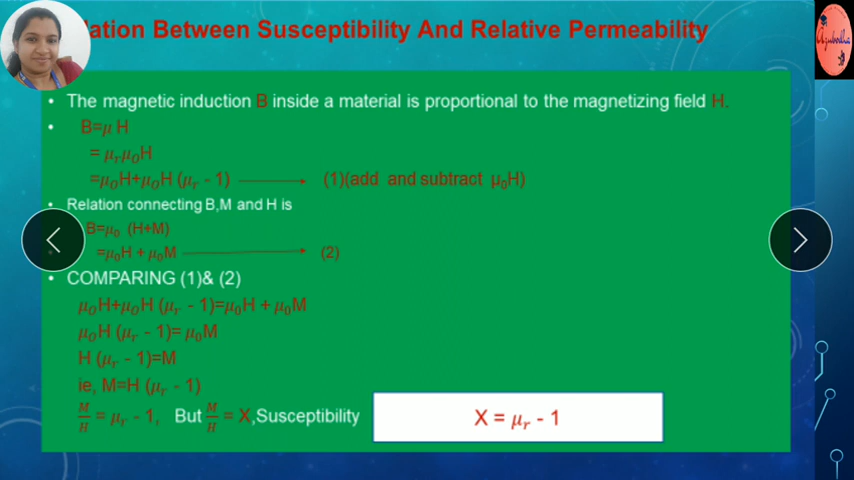 lation Between Susceptibility And Relative Permeability
• The magnetic induction B inside a material is proportional to the magnetizing field H.
• B=μ H
= μᵣμ₀H
=μ₀H+μ₀H (μᵣ - 1) → (1)(add and subtract μ₀H)
• Relation connecting B,M and H is
B=μ₀ (H+M)
=μ₀H + μ₀M → (2)
• COMPARING (1)& (2)
μ₀H+μ₀H (μᵣ - 1)=μ₀H + μ₀M
μ₀H (μᵣ - 1)= μ₀M
H (μᵣ - 1)=M
ie, M=H (μᵣ - 1)
M/H = μᵣ - 1, But M/H = X,Susceptibility
X = μᵣ - 1